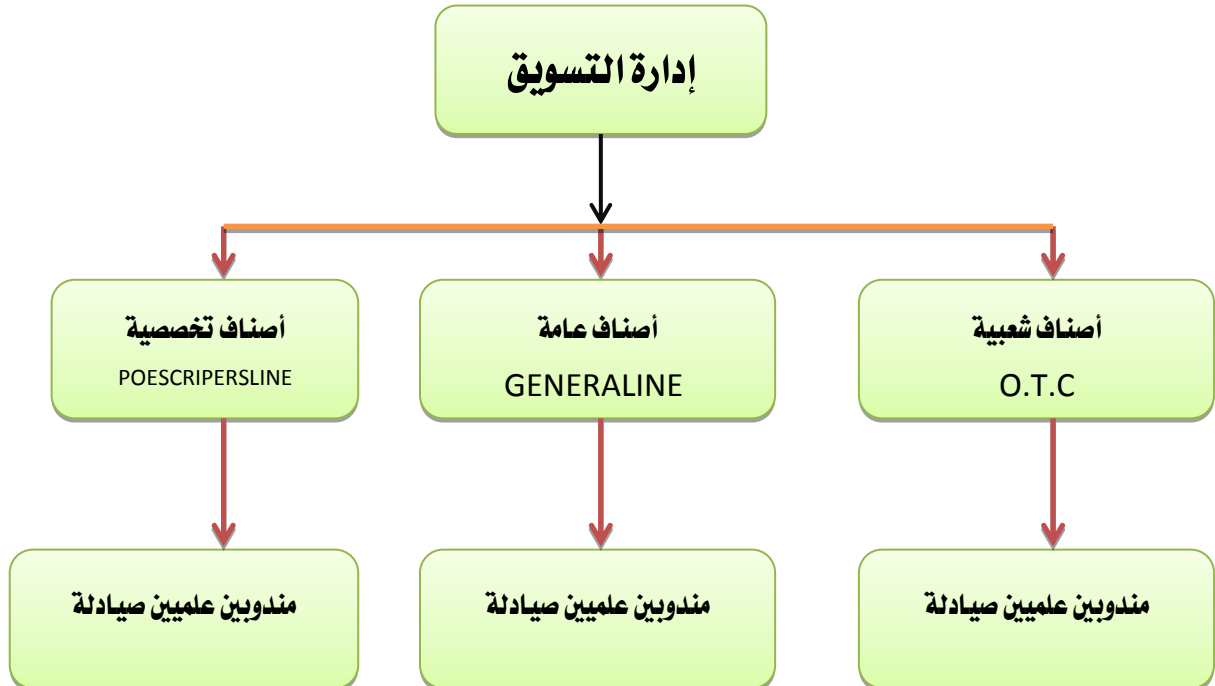 إدارة التسويق
أصناف شعبية
O.T.C
أصناف عامة
GENERALINE
أصناف تخصصية
POESCRIPERSLINE
مندوبين علميين صيادلة
مندوبين علميين صيادلة
مندوبين علميين صيادلة